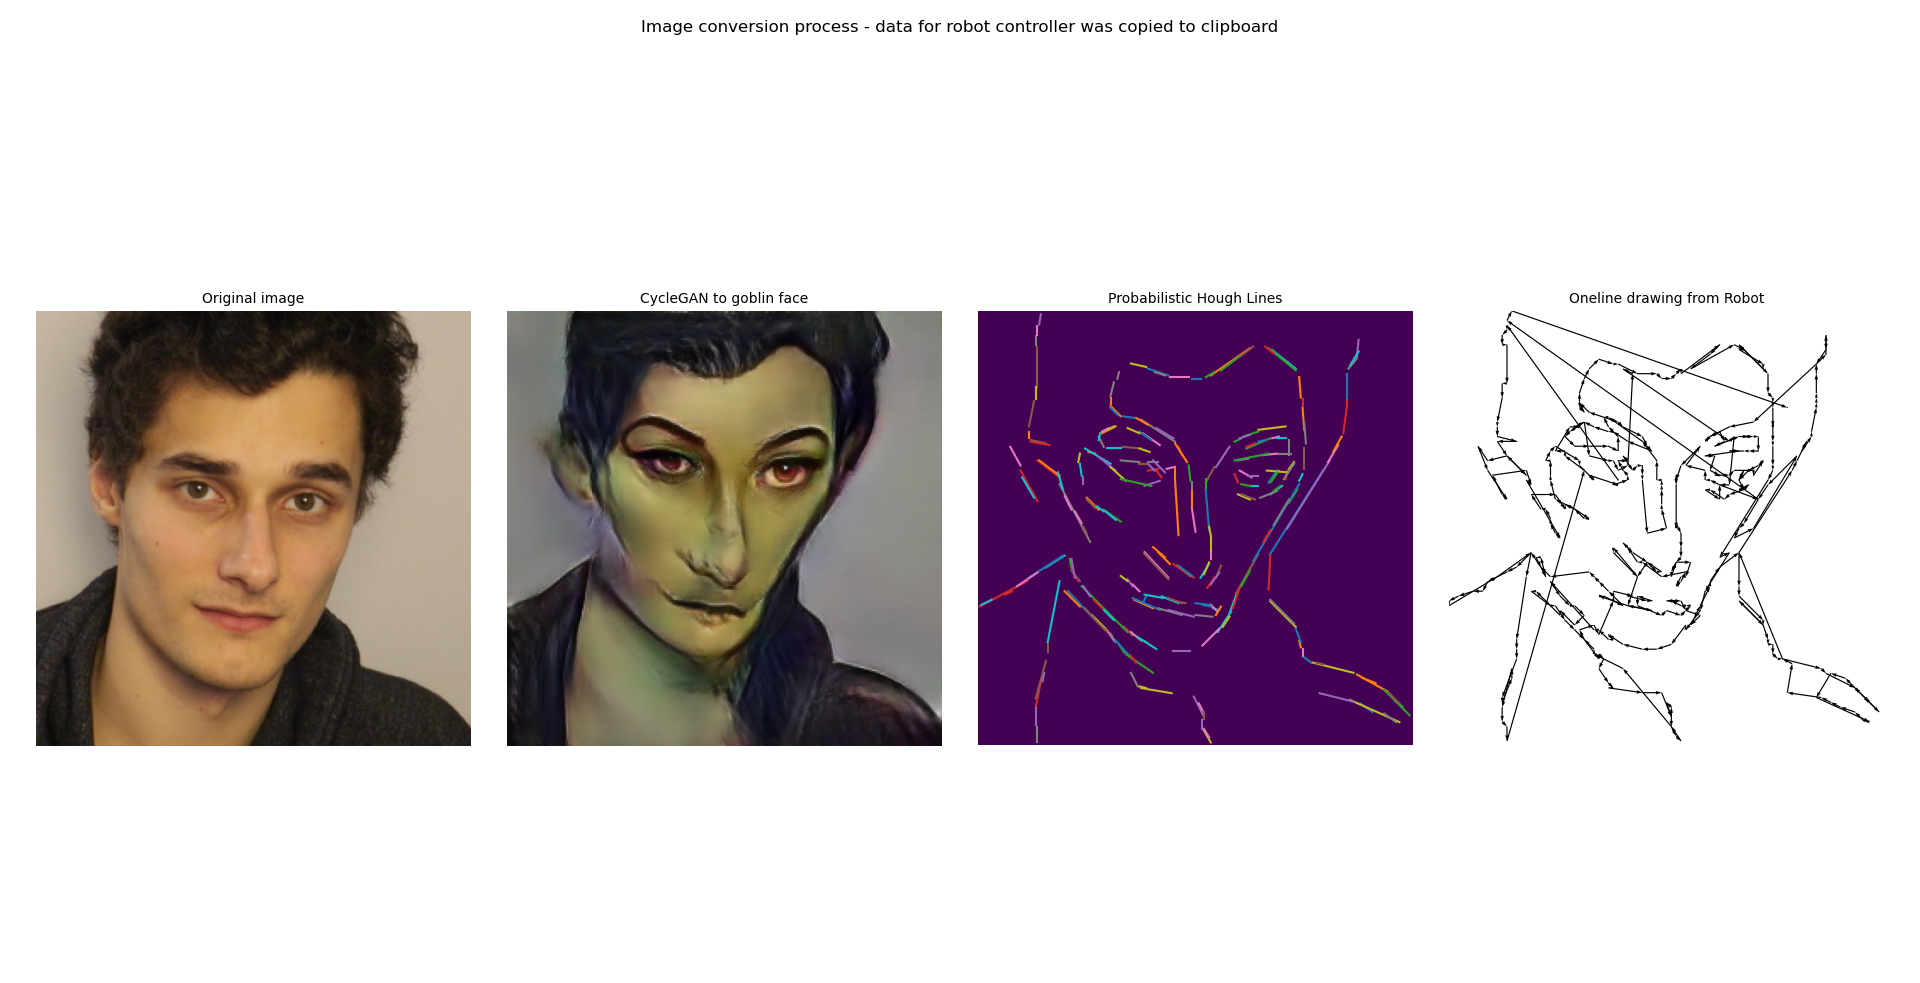 Image conversion process - data for robot controller was copied to clipboard
Original image
CycleGAN to goblin face
Probabilistic Hough Lines
Oneline drawing from Robot